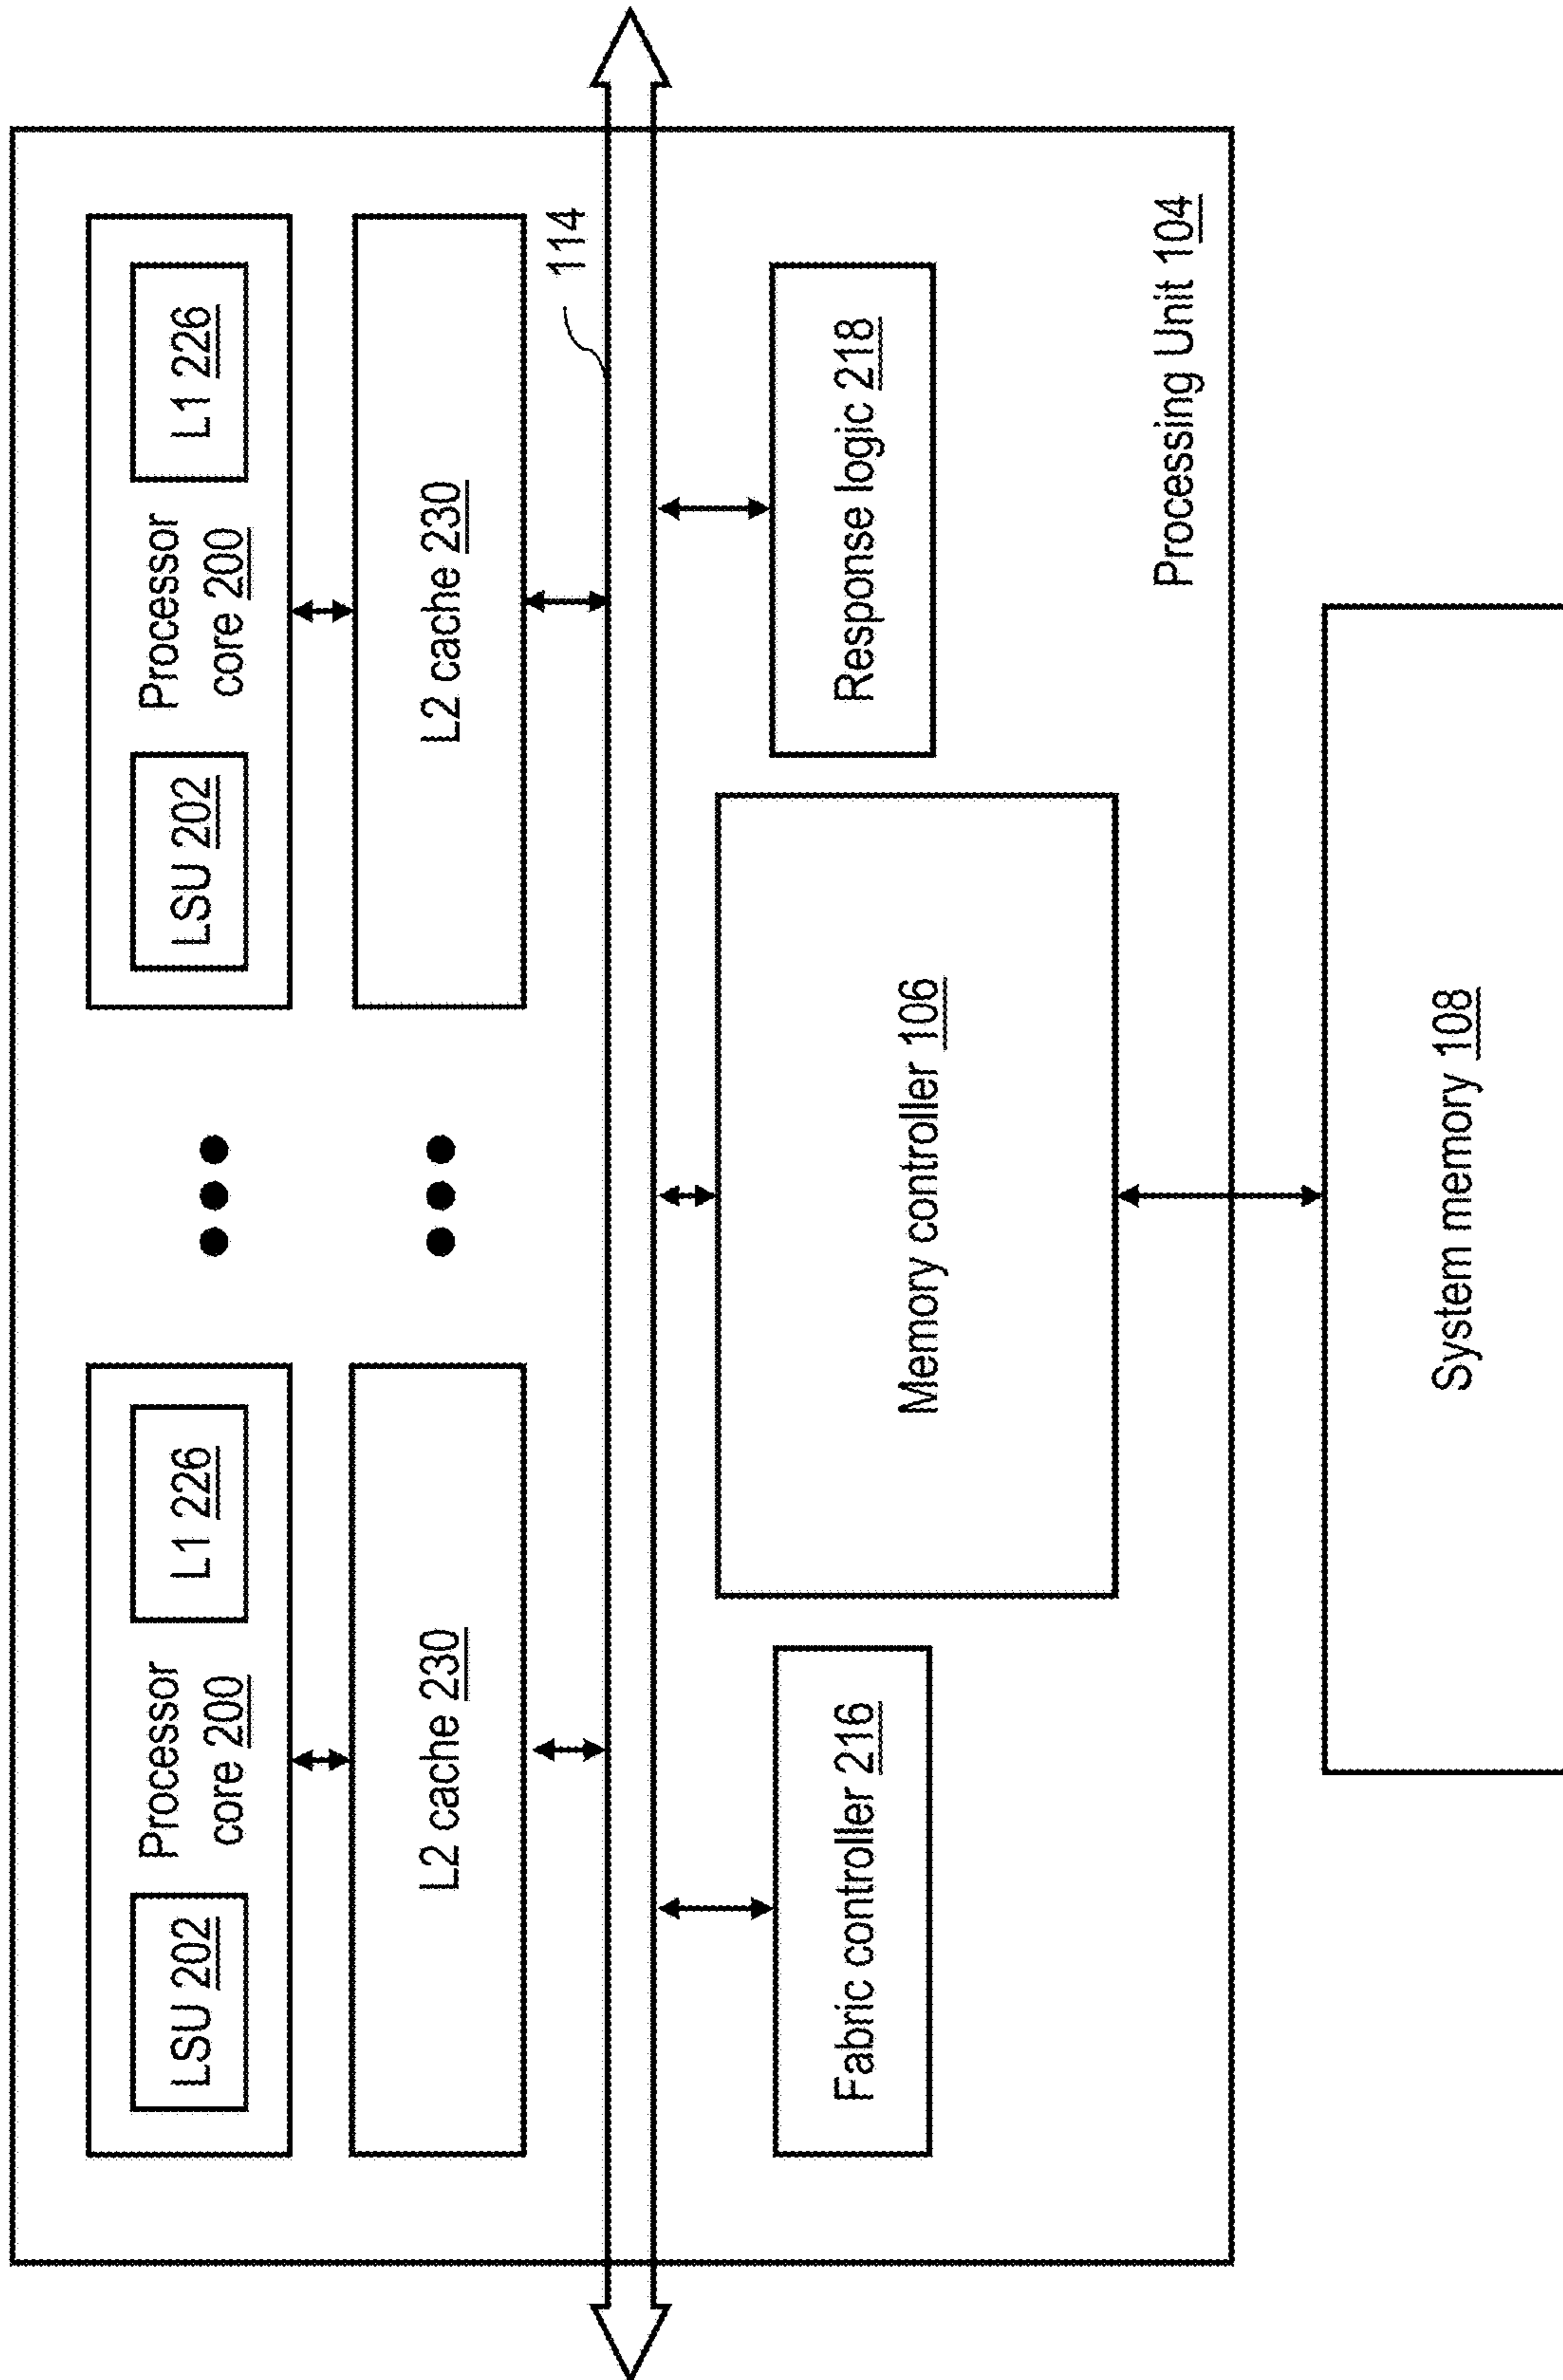 LSU 202
Processor
core 200
L1 226
LSU 202
Processor
core 200
L1 226
L2 cache 230
L2 cache 230
114
Fabric controller 216
Memory controller 106
Response logic 218
Processing Unit 104
System memory 108